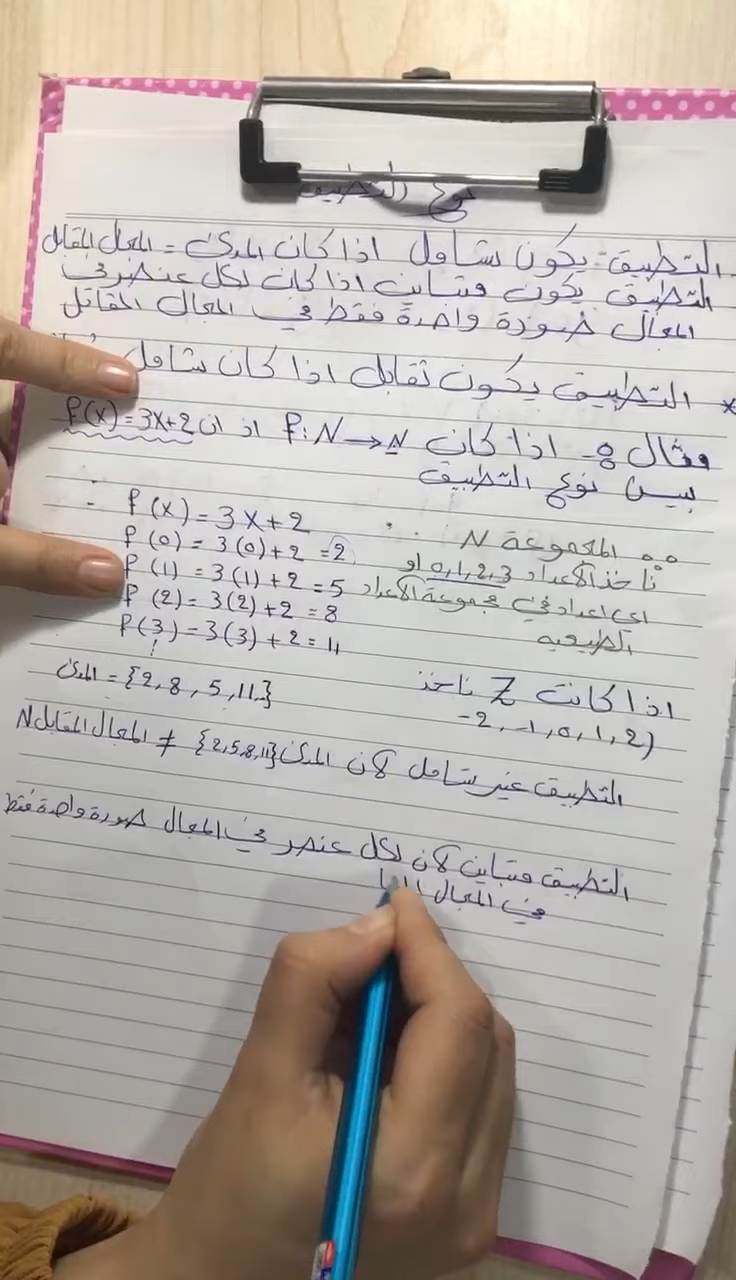 نوع التطبيق
التطبيق:- يكون شامل اذا كان المدى = المجال المقابل
التطبيق يكون متباين اذا كان لكل عنصر في
المجال صورة واحدة فقط في المجال المقابل
* التطبيق يكون تقابل اذا كان شامل
مثال 8- اذا كان f: N → N اذ ان f(x) = 3x+2
بين نوع التطبيق
f(x) = 3x+2
f(0) = 3(0)+2 = 2
f(1) = 3(1)+2 = 5
f(2) = 3(2)+2 = 8
f(3) = 3(3)+2 = 11
المجموعة N
ناخذ الاعداد 0,1,2,3 او
اي اعداد في مجموعة الاعداد
الطبيعيه
المدى = {2, 8, 5, 11}
اذا كانت Z ناخذ
-2, -1, 0, 1, 2)
التطبيق غير شامل لان المدى {2,5,8,11} ≠ المجال المقابل N
التطبيق متباين لان لكل عنصر في المجال صورة واحدة فقط
في المجال